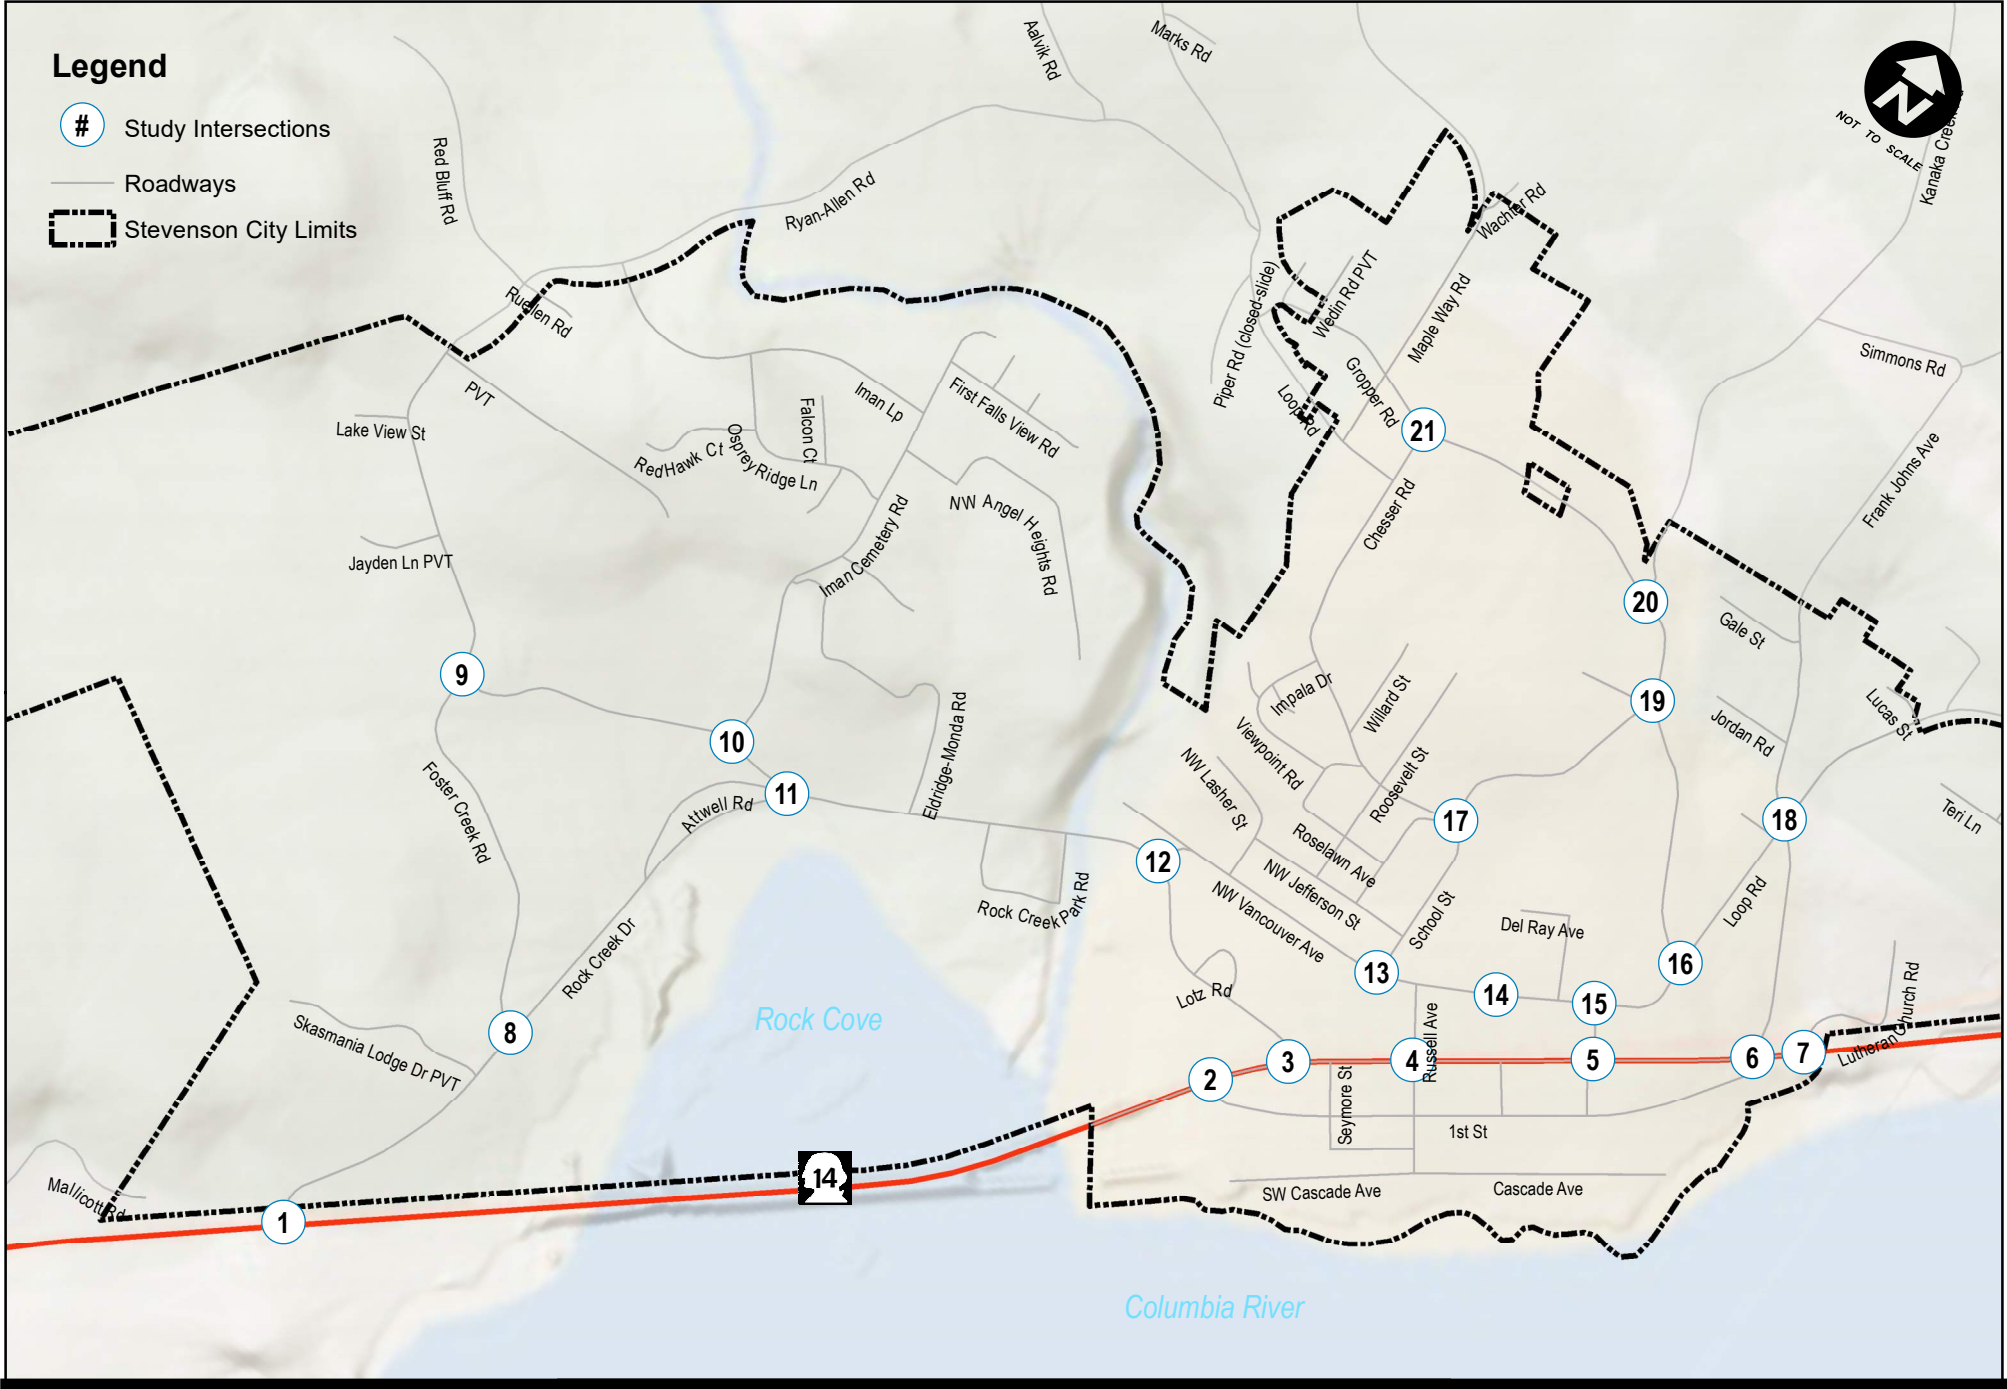 Legend
# Study Intersections
Roadways
Stevenson City Limits
Aalvik Rd
Marks Rd
N
NOT TO SCALE
Red Bluff Rd
Ryan-Allen Rd
Wachter Rd
Ruellen Rd
Piper Rd (closed-slide)
Wedin Rd PVT
Maple Way Rd
Simmons Rd
PVT
Lake View St
Iman Lp
First Falls View Rd
Falcon Ct
RedHawk Ct
Osprey Ridge Ln
Loop Rd
Gropper Rd
21
Frank Johns Ave
NW Angel Heights Rd
Chesser Rd
Jayden Ln PVT
Iman Cemetery Rd
20
Gale St
9
Impala Dr
Willard St
19
Lucas St
10
Eldridge-Monda Rd
Viewpoint Rd
Jordan Rd
11
Attwell Rd
Foster Creek Rd
NW Lasher St
Roosevelt St
17
18
Teri Ln
12
Roselawn Ave
NW Jefferson St
NW Vancouver Ave
School St
Loop Rd
Rock Creek Park Rd
Del Ray Ave
Rock Creek Dr
13
16
Lotz Rd
14
15
Rock Cove
8
Skasmania Lodge Dr PVT
Russell Ave
Lutheran Church Rd
2
3
4
5
6
7
Seymore St
1st St
14
SW Cascade Ave
Cascade Ave
Mallicott Rd
1
Columbia River